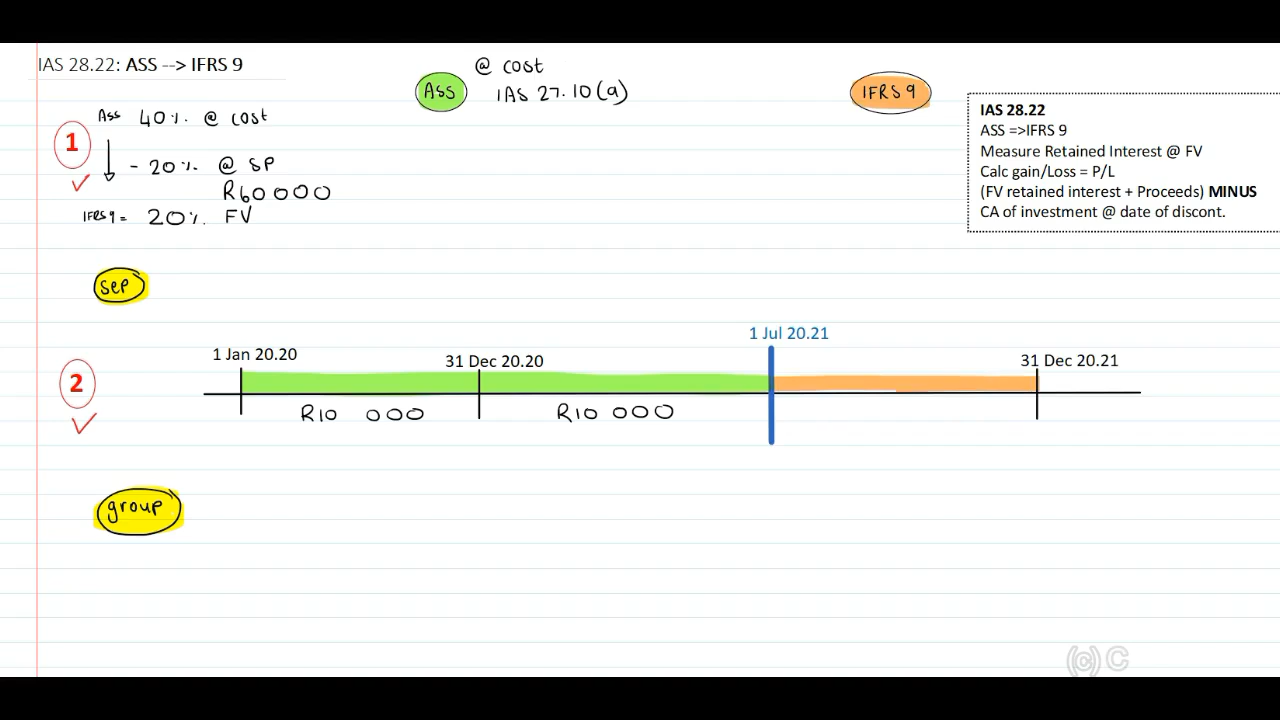 IAS 28.22: ASS --> IFRS 9
Ass 40% @ cost
1
- 20% @ SP
R60 000
IFRS 9 = 20% FV
@ cost
Ass IAS 27.10(a)
IFRS 9
IAS 28.22
ASS =>IFRS 9
Measure Retained Interest @ FV
Calc gain/Loss = P/L
(FV retained interest + Proceeds) MINUS
CA of investment @ date of discont.
sep
1 Jul 20.21
1 Jan 20.20 31 Dec 20.20 31 Dec 20.21
2
R10 000 R10 000
group
(c) C